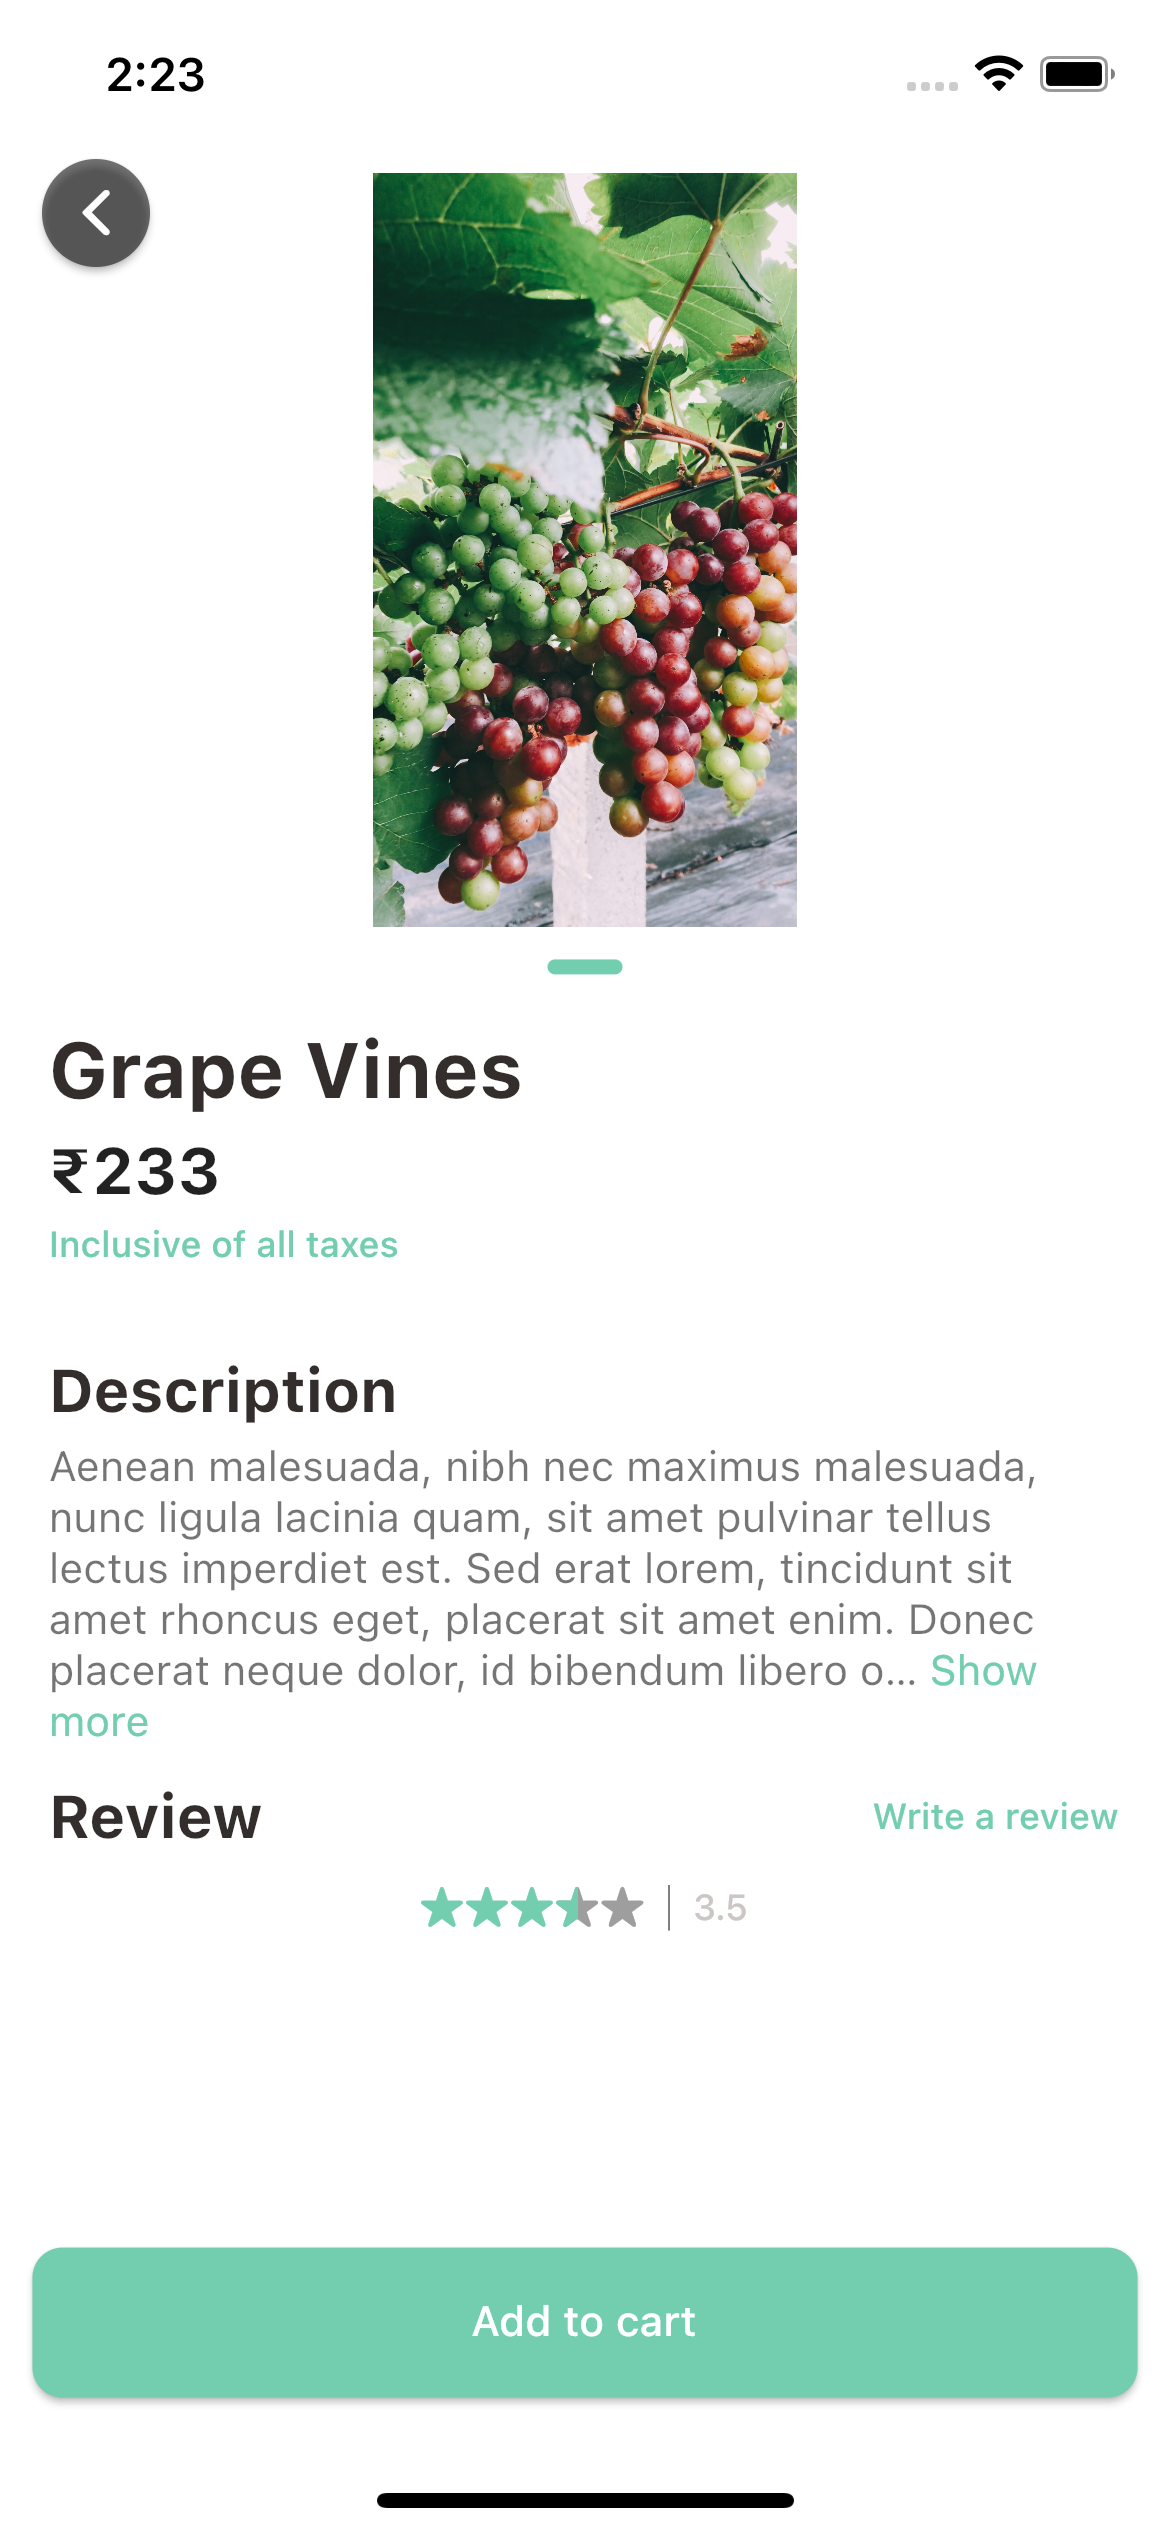 2:23
Grape Vines
₹233
Inclusive of all taxes
Description
Aenean malesuada, nibh nec maximus malesuada,
nunc ligula lacinia quam, sit amet pulvinar tellus
lectus imperdiet est. Sed erat lorem, tincidunt sit
amet rhoncus eget, placerat sit amet enim. Donec
placerat neque dolor, id bibendum libero o... Show
more
Review
Write a review
3.5
Add to cart